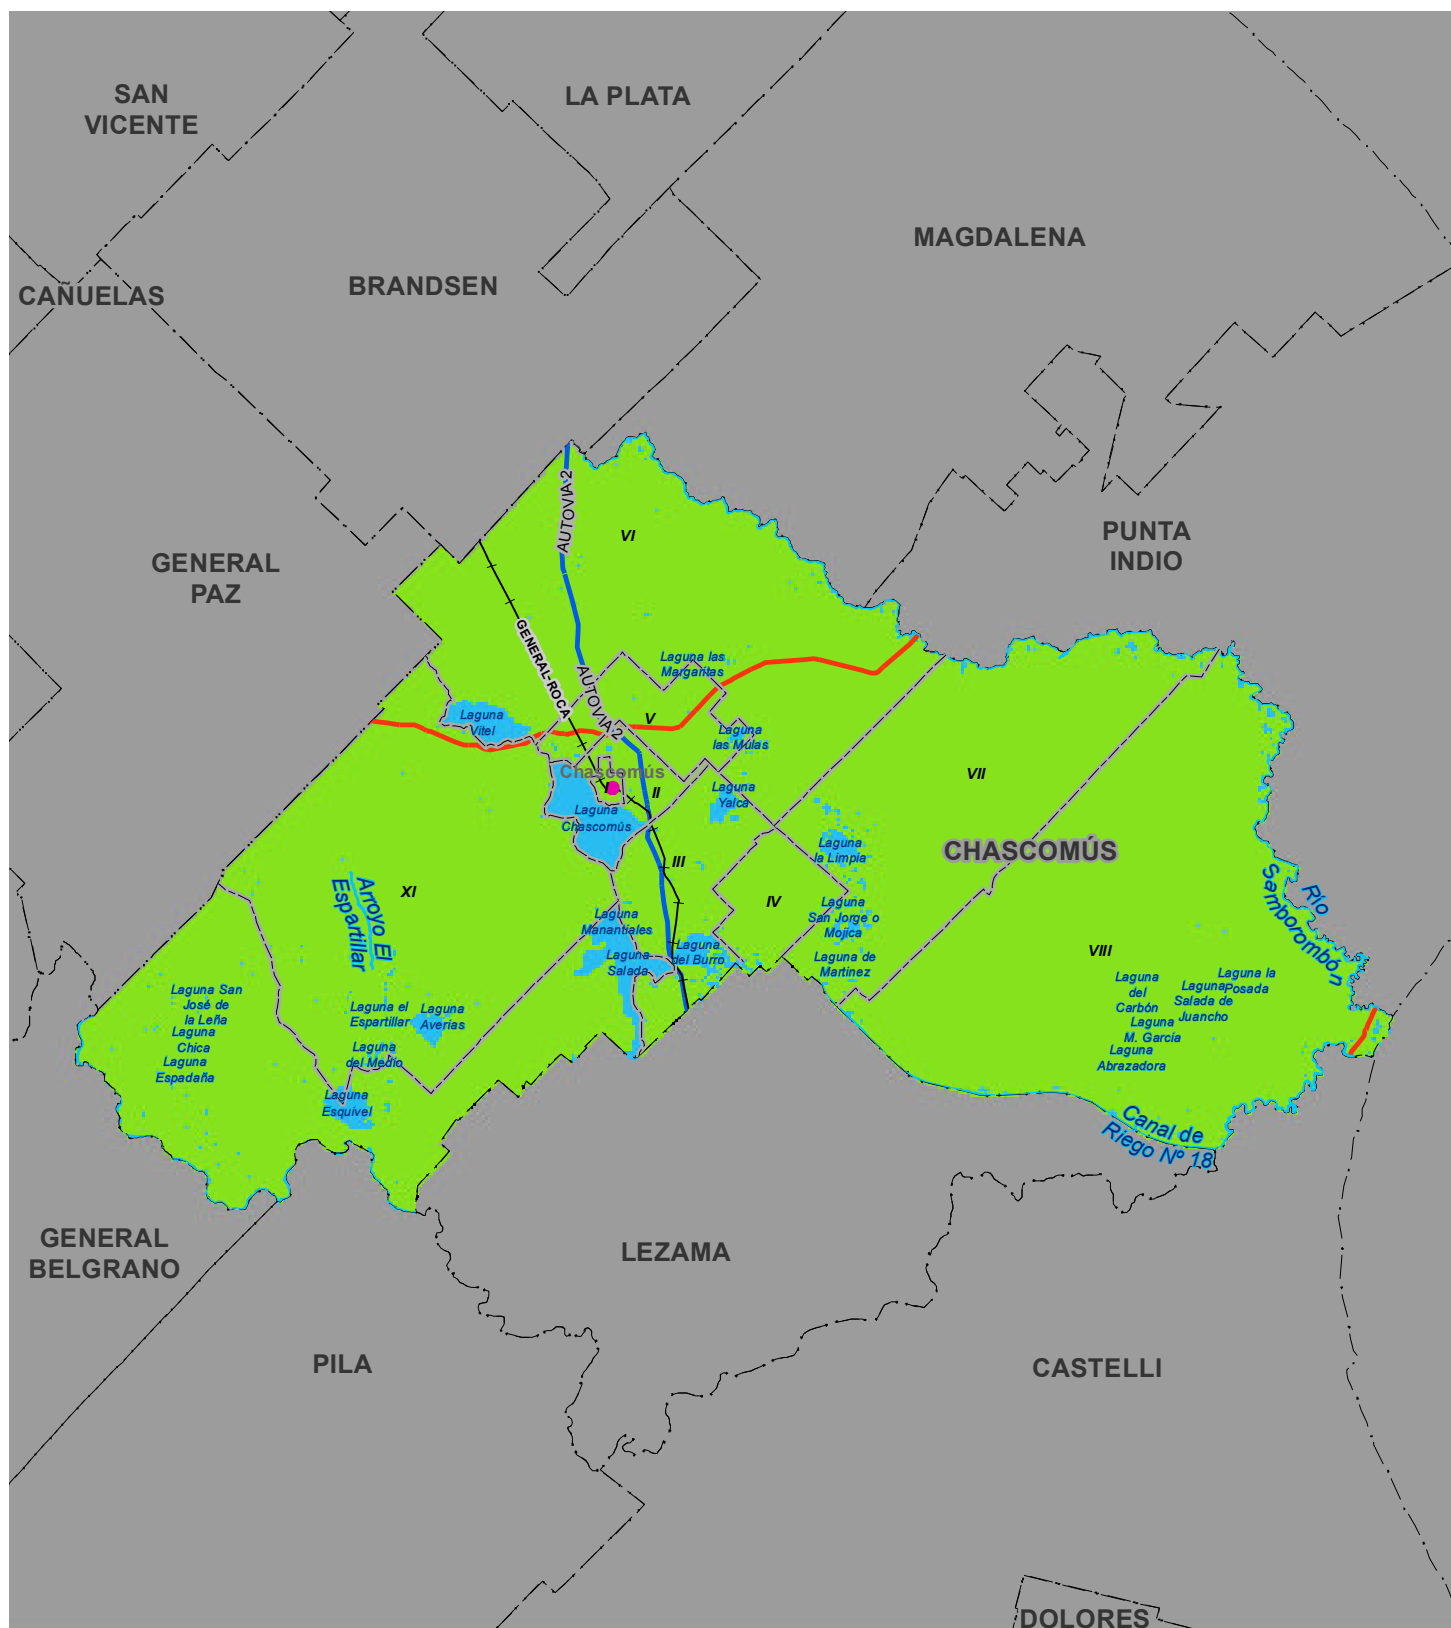 SAN
VICENTE
LA PLATA
MAGDALENA
BRANDSEN
CAÑUELAS
PUNTA
INDIO
GENERAL
PAZ
AUTOVIA 2
VI
GENERAL-ROCA
AUTOVIA 2
Laguna las
Margaritas
Laguna
Vitel
V
Laguna
las Mulas
Chascomús
I
II
Laguna
Yalca
VII
Laguna
Chascomús
CHASCOMÚS
Laguna
la Limpia
III
XI
IV
Arroyo El
Espartillar
Laguna
San Jorge o
Mojica
Laguna
Manantiales
Río
Samborombón
Laguna
del Burro
Laguna
Salada
Laguna de
Martinez
VIII
Laguna San
José de
la Leña
Laguna
Chica
Laguna
Espadaña
Laguna el
Espartillar
Laguna
Averías
Laguna
del Medio
Laguna
Esquivel
Laguna
del
Carbón
Laguna
Salada de
Juancho
Laguna la
Posada
Laguna
M. García
Laguna
Abrazadora
Canal de
Riego Nº 18
GENERAL
BELGRANO
LEZAMA
PILA
CASTELLI
DOLORES